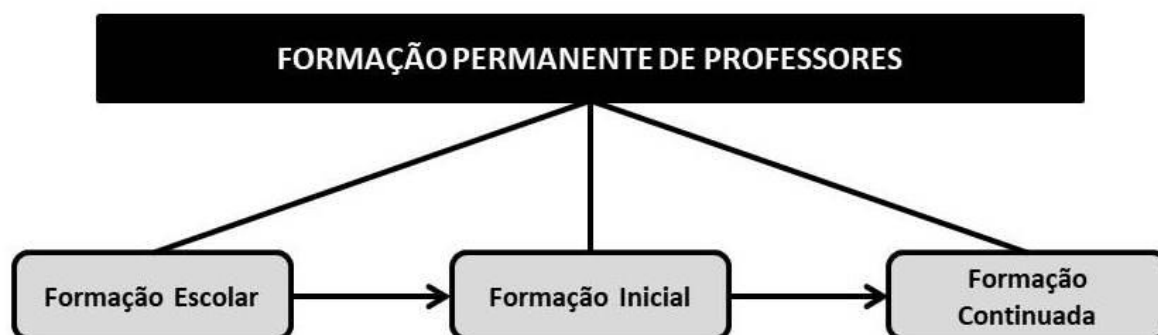 FORMAÇÃO PERMANENTE DE PROFESSORES
Formação Escolar
Formação Inicial
Formação
Continuada